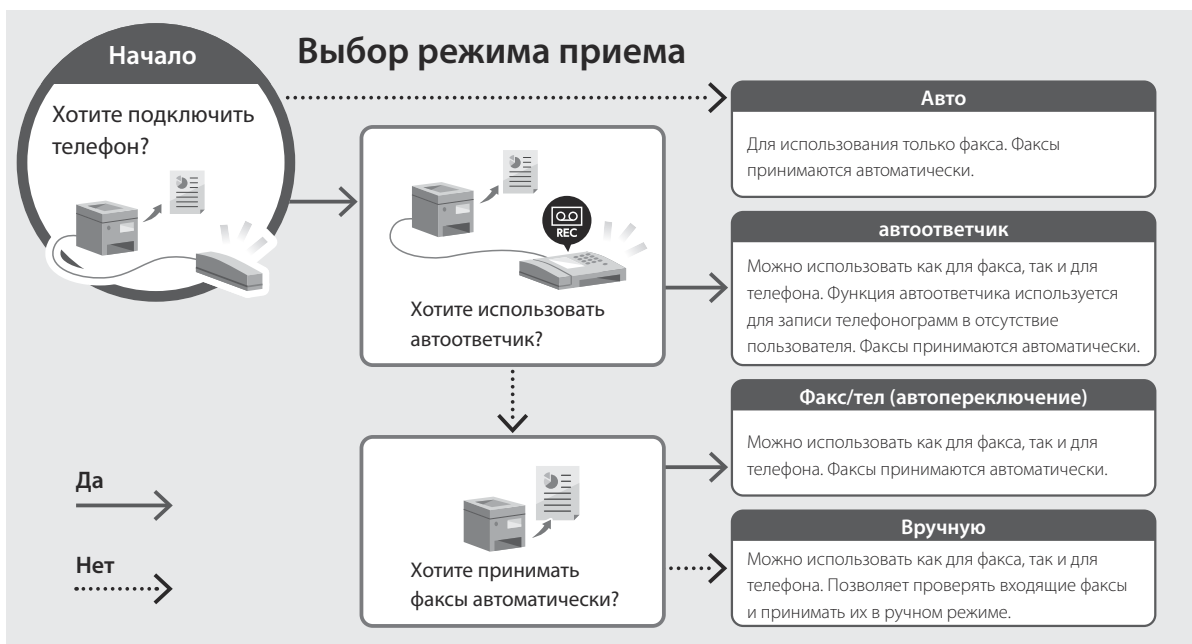 Начало
Выбор режима приема
Хотите подключить
телефон?
Авто
Для использования только факса. Факсы
принимаются автоматически.
REC
Хотите использовать
автоответчик?
автоответчик
Можно использовать как для факса, так и для
телефона. Функция автоответчика используется
для записи телефонограмм в отсутствие
пользователя. Факсы принимаются автоматически.
Факс/тел (автопереключение)
Можно использовать как для факса, так и для
телефона. Факсы принимаются автоматически.
Да
Нет
Хотите принимать
факсы автоматически?
Вручную
Можно использовать как для факса, так и для
телефона. Позволяет проверять входящие факсы
и принимать их в ручном режиме.